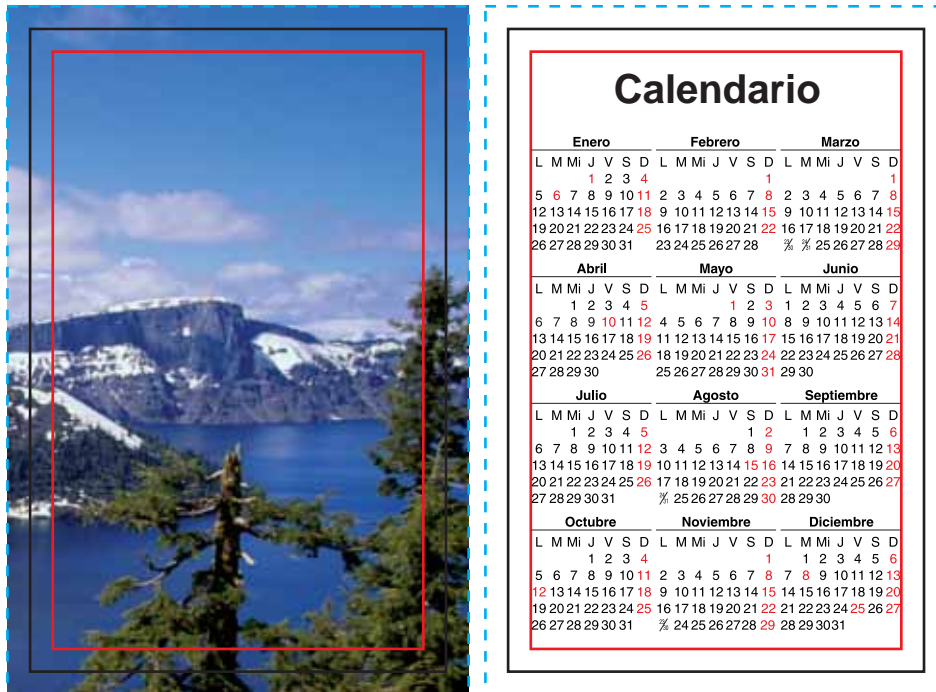 Calendario
Enero
L M Mi J V S D
1 2 3 4
5 6 7 8 9 10 11
12 13 14 15 16 17 18
19 20 21 22 23 24 25
26 27 28 29 30 31
Febrero
L M Mi J V S D
1
2 3 4 5 6 7 8
9 10 11 12 13 14 15
16 17 18 19 20 21 22
23 24 25 26 27 28
Marzo
L M Mi J V S D
1
2 3 4 5 6 7 8
9 10 11 12 13 14 15
16 17 18 19 20 21 22
25 26 27 28 29
Abril
L M Mi J V S D
1 2 3 4 5
6 7 8 9 10 11 12
13 14 15 16 17 18 19
20 21 22 23 24 25 26
27 28 29 30
Mayo
L M Mi J V S D
1 2 3
4 5 6 7 8 9 10
11 12 13 14 15 16 17
18 19 20 21 22 23 24
25 26 27 28 29 30 31
Junio
L M Mi J V S D
1 2 3 4 5 6 7
8 9 10 11 12 13 14
15 16 17 18 19 20 21
22 23 24 25 26 27 28
29 30
Julio
L M Mi J V S D
1 2 3 4 5
6 7 8 9 10 11 12
13 14 15 16 17 18 19
20 21 22 23 24 25 26
27 28 29 30 31
Agosto
L M Mi J V S D
1 2
3 4 5 6 7 8 9
10 11 12 13 14 15 16
17 18 19 20 21 22 23
25 26 27 28 29 30
Septiembre
L M Mi J V S D
1 2 3 4 5 6
7 8 9 10 11 12 13
14 15 16 17 18 19 20
21 22 23 24 25 26 27
28 29 30
Octubre
L M Mi J V S D
1 2 3 4
5 6 7 8 9 10 11
12 13 14 15 16 17 18
19 20 21 22 23 24 25
26 27 28 29 30 31
Noviembre
L M Mi J V S D
1
2 3 4 5 6 7 8
9 10 11 12 13 14 15
16 17 18 19 20 21 22
24 25 26 27 28 29
Diciembre
L M Mi J V S D
1 2 3 4 5 6
7 8 9 10 11 12 13
14 15 16 17 18 19 20
21 22 23 24 25 26 27
28 29 30 31